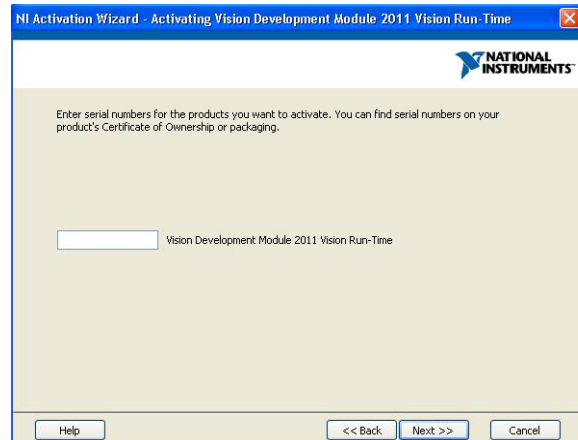 NI Activation Wizard - Activating Vision Development Module 2011 Vision Run-Time
NATIONAL
INSTRUMENTS
Enter serial numbers for the products you want to activate. You can find serial numbers on your
product's Certificate of Ownership or packaging.
Vision Development Module 2011 Vision Run-Time
Help
<< Back
Next >>
Cancel